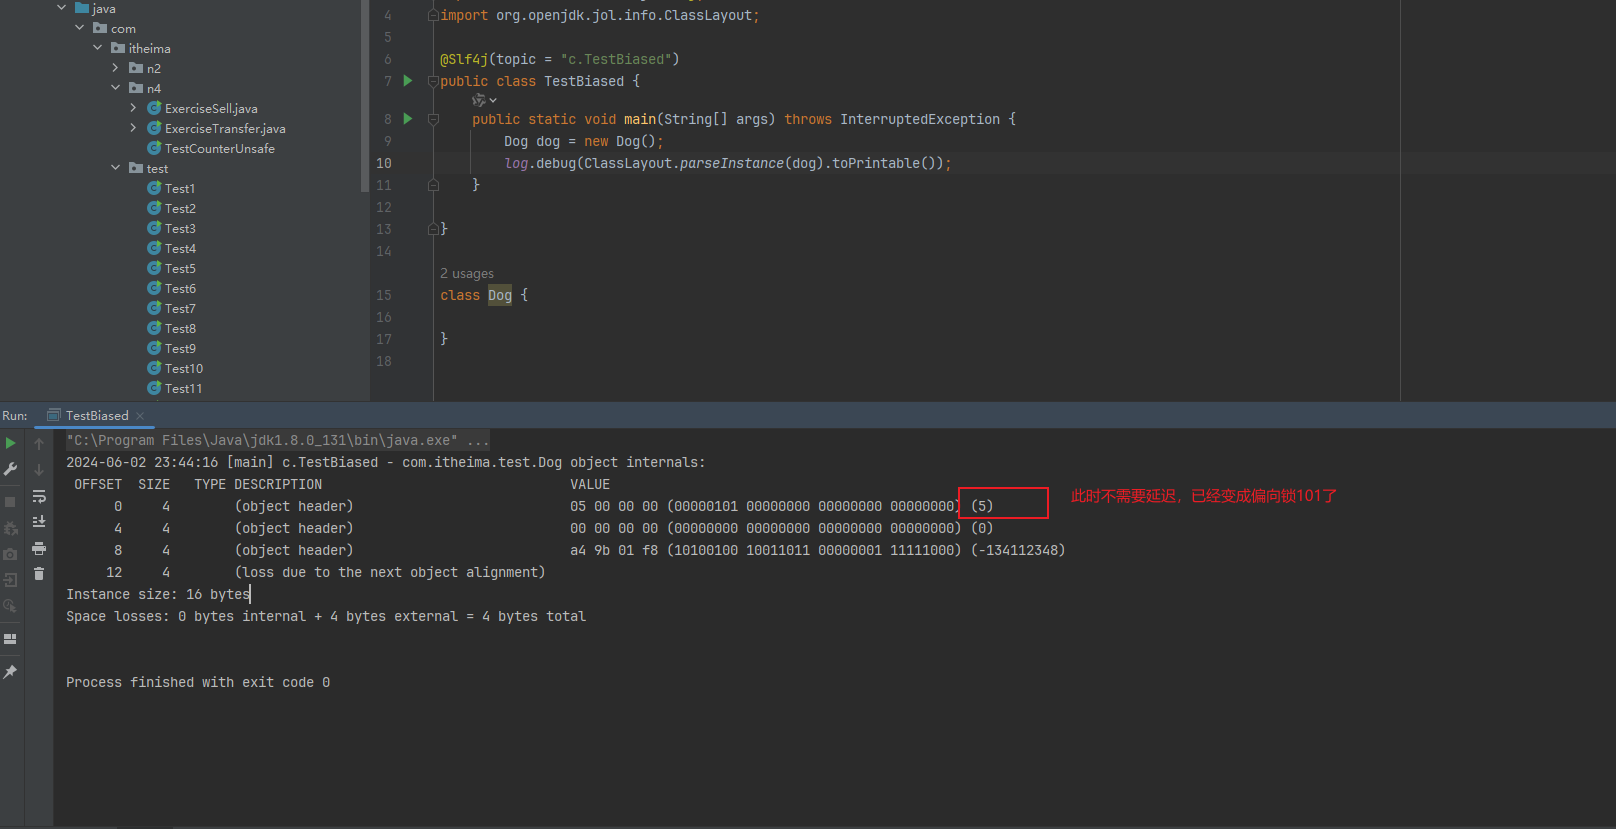 java
com
itheima
n2
n4
ExerciseSell.java
ExerciseTransfer.java
TestCounterUnsafe
test
Test1
Test2
Test3
Test4
Test5
Test6
Test7
Test8
Test9
Test10
Test11
4 import org.openjdk.jol.info.ClassLayout;
5
6 @Slf4j(topic = "c.TestBiased")
7 public class TestBiased {
8 public static void main(String[] args) throws InterruptedException {
9 Dog dog = new Dog();
10 log.debug(ClassLayout.parseInstance(dog).toPrintable());
11 }
12
13 }
14
2 usages
15 class Dog {
16
17 }
18
Run: TestBiased
"C:\Program Files\Java\jdk1.8.0_131\bin\java.exe" ...
2024-06-02 23:44:16 [main] c.TestBiased - com.itheima.test.Dog object internals:
OFFSET SIZE TYPE DESCRIPTION VALUE
0 4 (object header) 05 00 00 00 (00000101 00000000 00000000 00000000) (5)
此时不需要延迟，已经变成偏向锁101了
4 4 (object header) 00 00 00 00 (00000000 00000000 00000000 00000000) (0)
8 4 (object header) a4 9b 01 f8 (10100100 10011011 00000001 11111000) (-134112348)
12 4 (loss due to the next object alignment)
Instance size: 16 bytes
Space losses: 0 bytes internal + 4 bytes external = 4 bytes total
Process finished with exit code 0